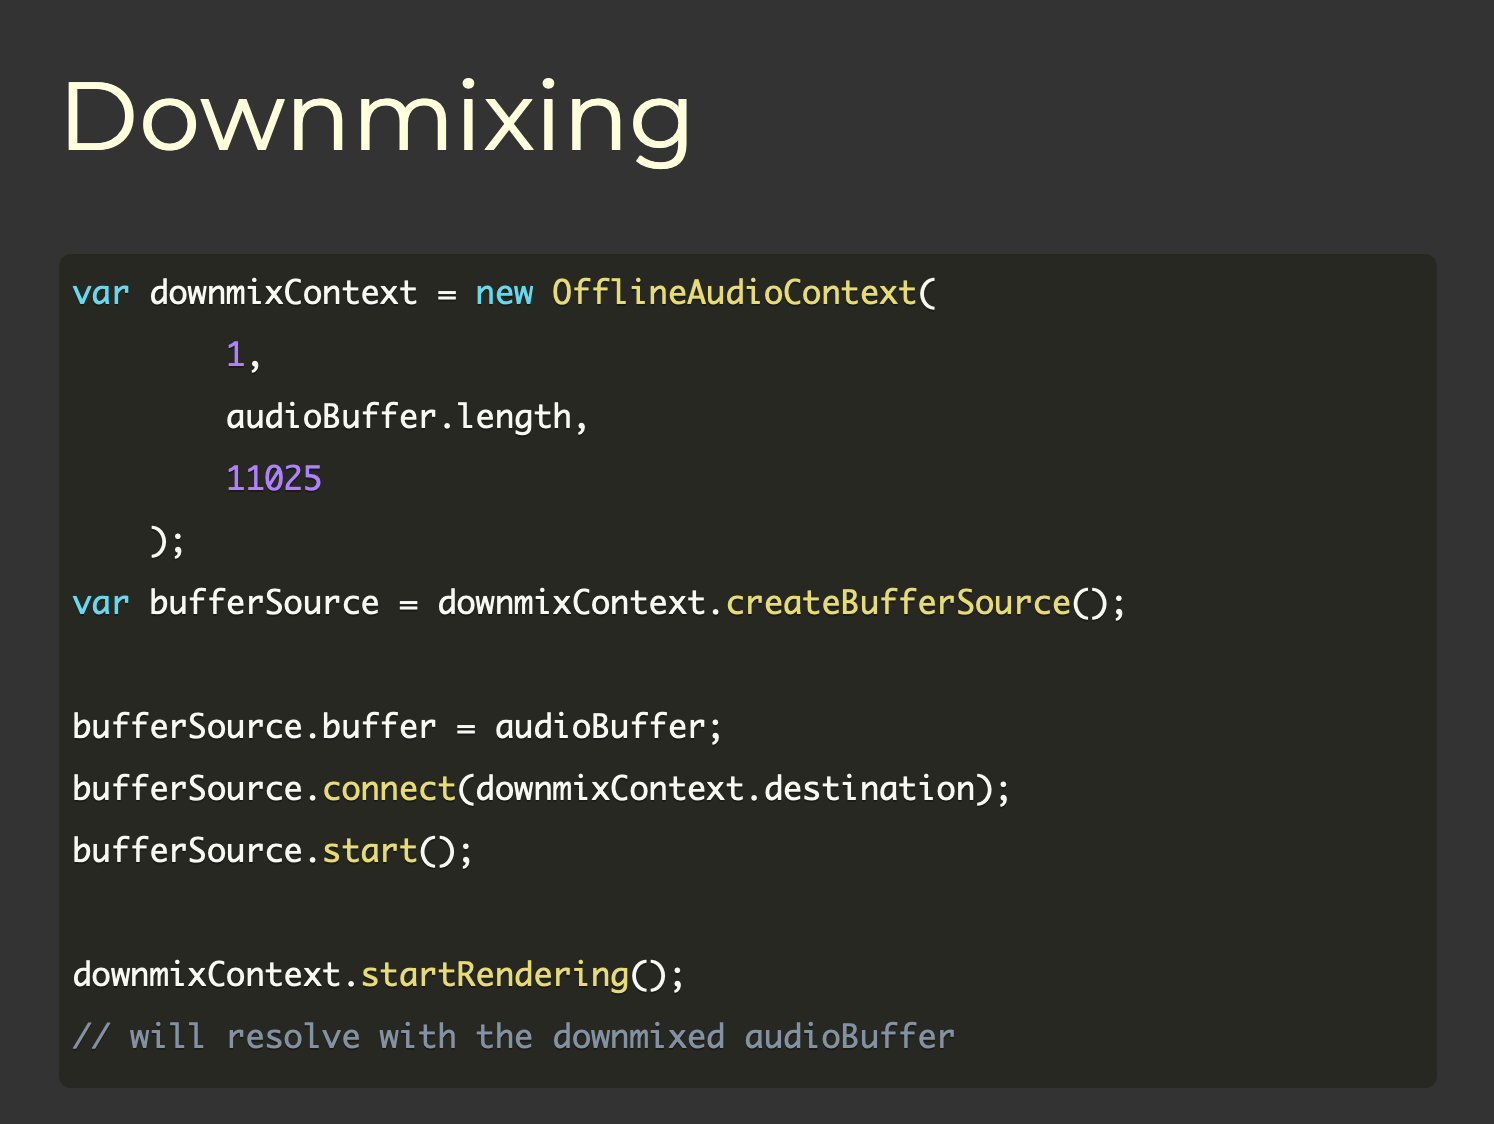 Downmixing
var downmixContext = new OfflineAudioContext(
        1,
        audioBuffer.length,
        11025
    );
var bufferSource = downmixContext.createBufferSource();

bufferSource.buffer = audioBuffer;
bufferSource.connect(downmixContext.destination);
bufferSource.start();

downmixContext.startRendering();
// will resolve with the downmixed audioBuffer